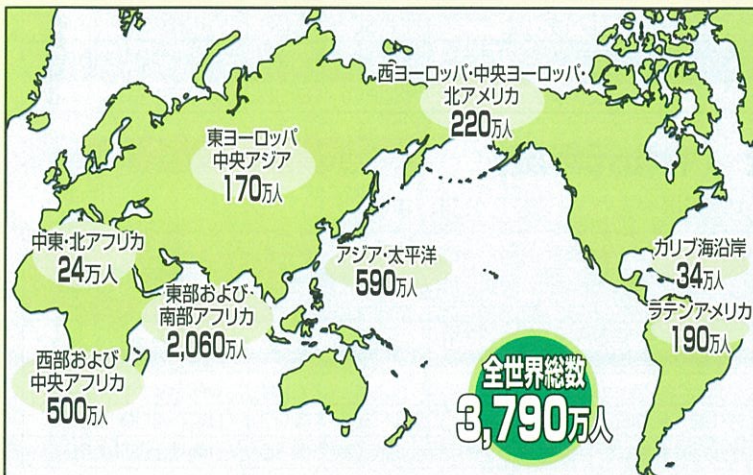 西ヨーロッパ・中央ヨーロッパ・
北アメリカ
220万人
東ヨーロッパ
中央アジア
170万人
中東・北アフリカ
24万人
アジア・太平洋
590万人
カリブ海沿岸
34万人
東部および
南部アフリカ
2,060万人
ラテンアメリカ
190万人
西部および
中央アフリカ
500万人
全世界総数
3,790万人